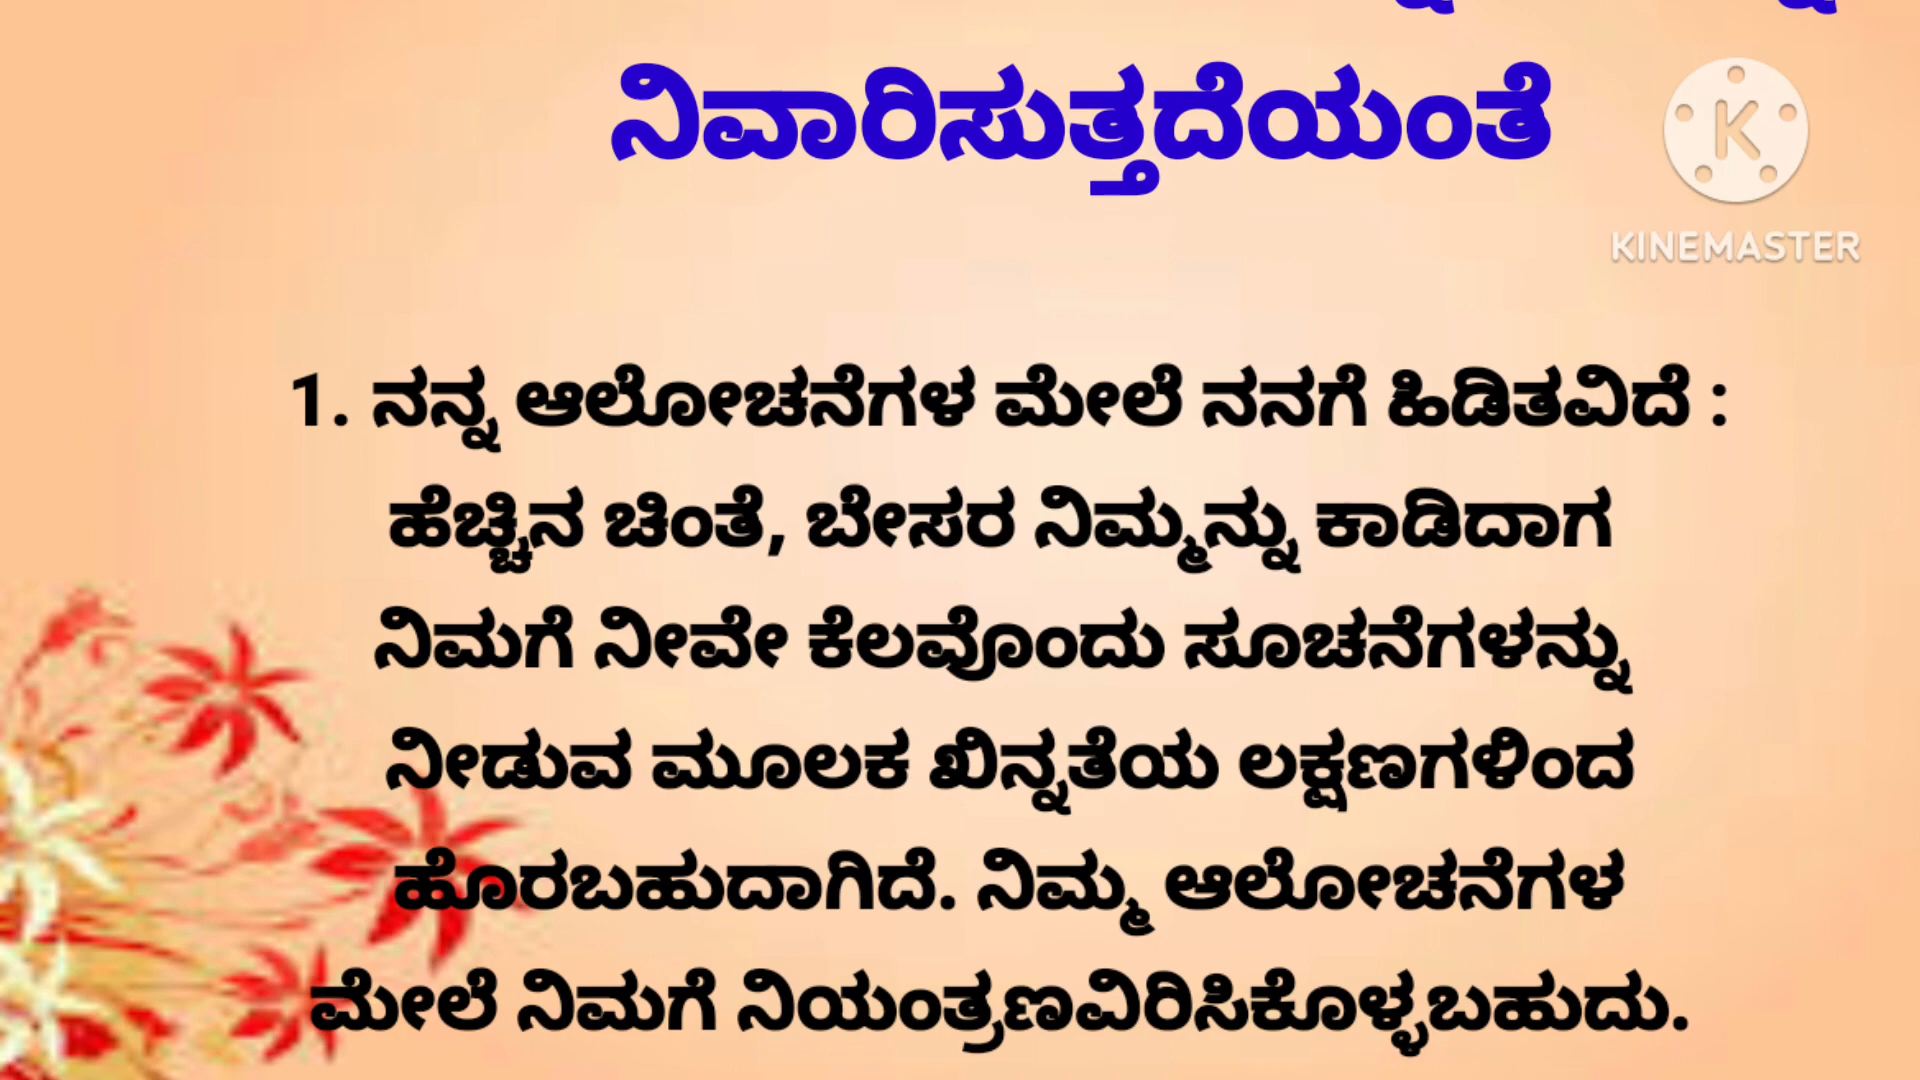 ನಿವಾರಿಸುತ್ತದೆಯಂತೆ
KINEMASTER
1. ನನ್ನ ಆಲೋಚನೆಗಳ ಮೇಲೆ ನನಗೆ ಹಿಡಿತವಿದೆ :
ಹೆಚ್ಚಿನ ಚಿಂತೆ, ಬೇಸರ ನಿಮ್ಮನ್ನು ಕಾಡಿದಾಗ
ನಿಮಗೆ ನೀವೇ ಕೆಲವೊಂದು ಸೂಚನೆಗಳನ್ನು
ನೀಡುವ ಮೂಲಕ ಖಿನ್ನತೆಯ ಲಕ್ಷಣಗಳಿಂದ
ಹೊರಬಹುದಾಗಿದೆ. ನಿಮ್ಮ ಆಲೋಚನೆಗಳ
ಮೇಲೆ ನಿಮಗೆ ನಿಯಂತ್ರಣವಿರಿಸಿಕೊಳ್ಳಬಹುದು.